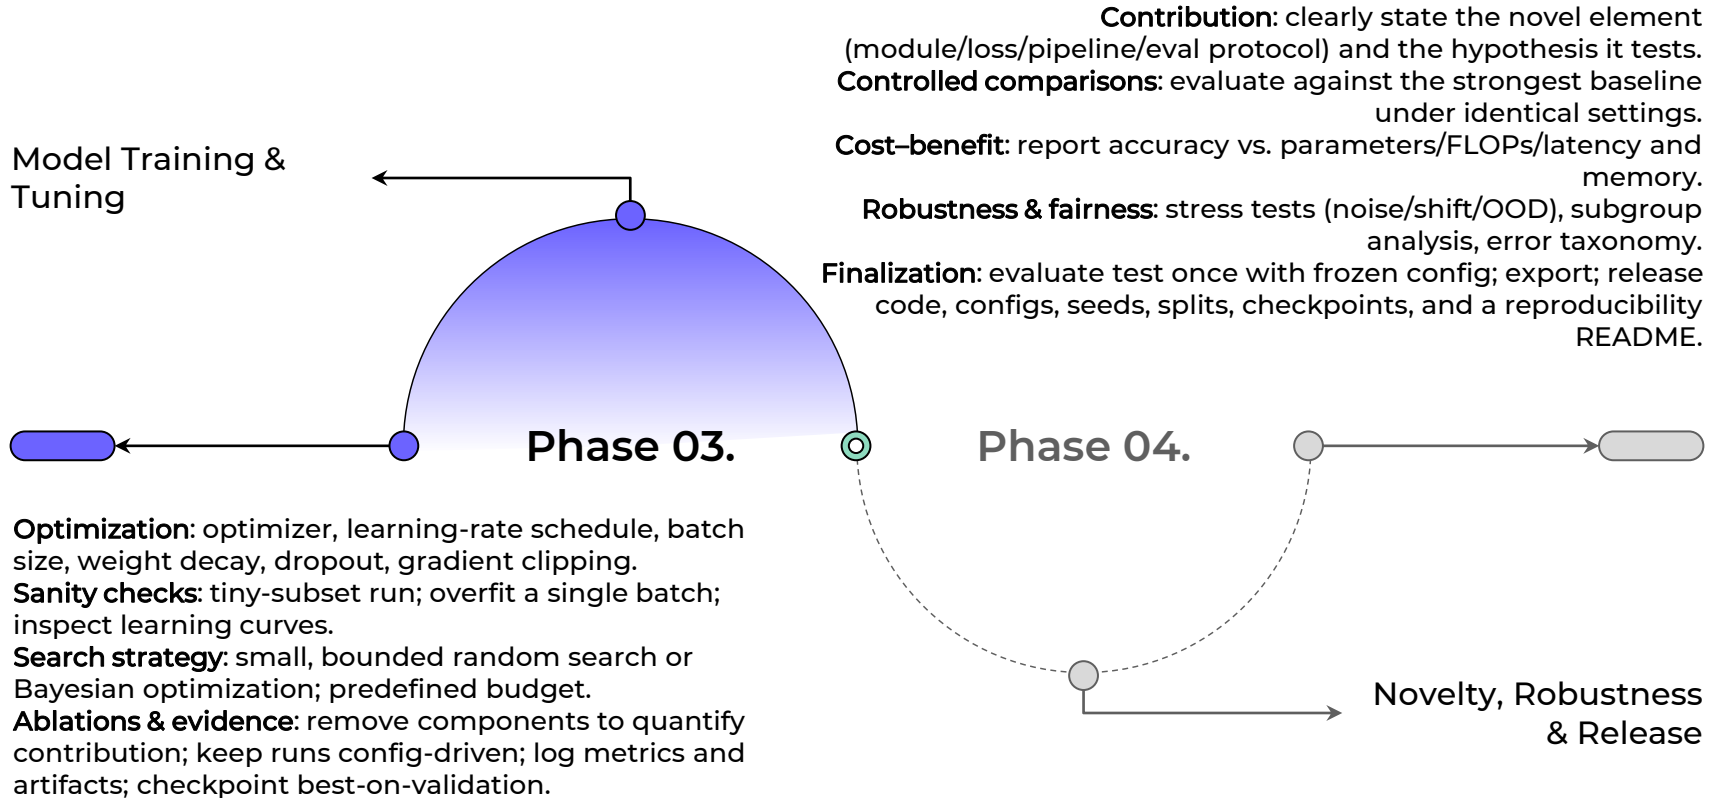 Model Training &
Tuning
Phase 03.
Optimization: optimizer, learning-rate schedule, batch
size, weight decay, dropout, gradient clipping.
Sanity checks: tiny-subset run; overfit a single batch;
inspect learning curves.
Search strategy: small, bounded random search or
Bayesian optimization; predefined budget.
Ablations & evidence: remove components to quantify
contribution; keep runs config-driven; log metrics and
artifacts; checkpoint best-on-validation.
Contribution: clearly state the novel element
(module/loss/pipeline/eval protocol) and the hypothesis it tests.
Controlled comparisons: evaluate against the strongest baseline
under identical settings.
Cost–benefit: report accuracy vs. parameters/FLOPs/latency and
memory.
Robustness & fairness: stress tests (noise/shift/OOD), subgroup
analysis, error taxonomy.
Finalization: evaluate test once with frozen config; export; release
code, configs, seeds, splits, checkpoints, and a reproducibility
README.
Phase 04.
Novelty, Robustness
& Release